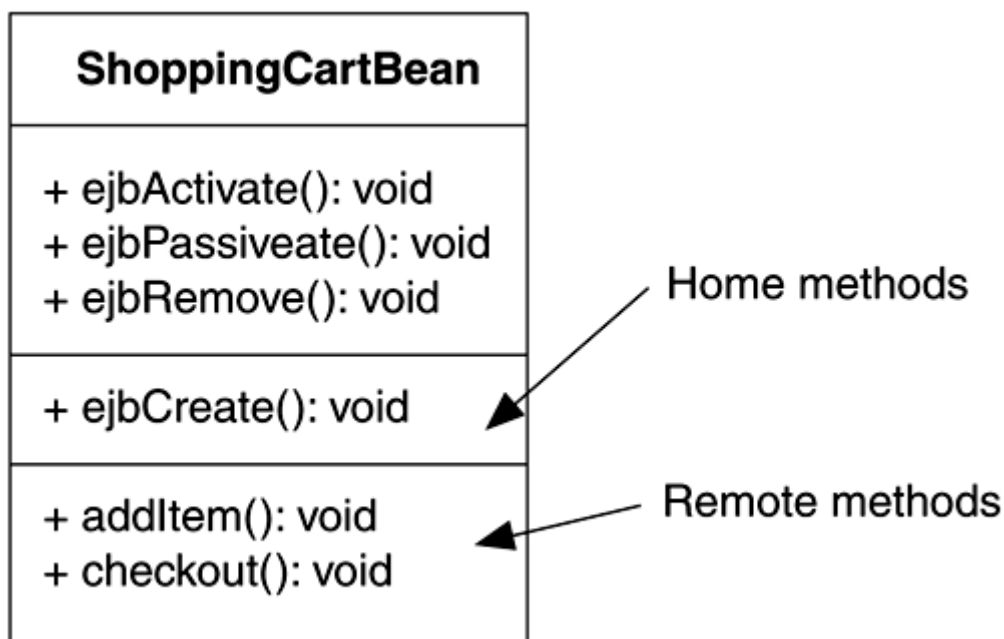 ShoppingCartBean
+ ejbActivate(): void
+ ejbPassiveate(): void
+ ejbRemove(): void
Home methods
+ ejbCreate(): void
Remote methods
+ addItem(): void
+ checkout(): void